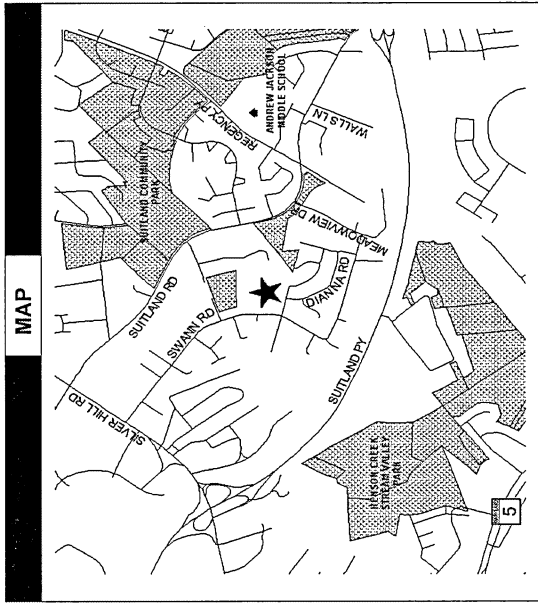 MAP
SUITLAND COMMUNITY
PARK
SUITLAND RD
REGENCY PY
ANDREW JACKSON
MIDDLE SCHOOL
WALLS LN
SILVER HILL RD
SWANN RD
MEADOWVIEW DR
DIANNA RD
SUITLAND PY
HENSON CREEK
STREAM VALLEY
PARK
5